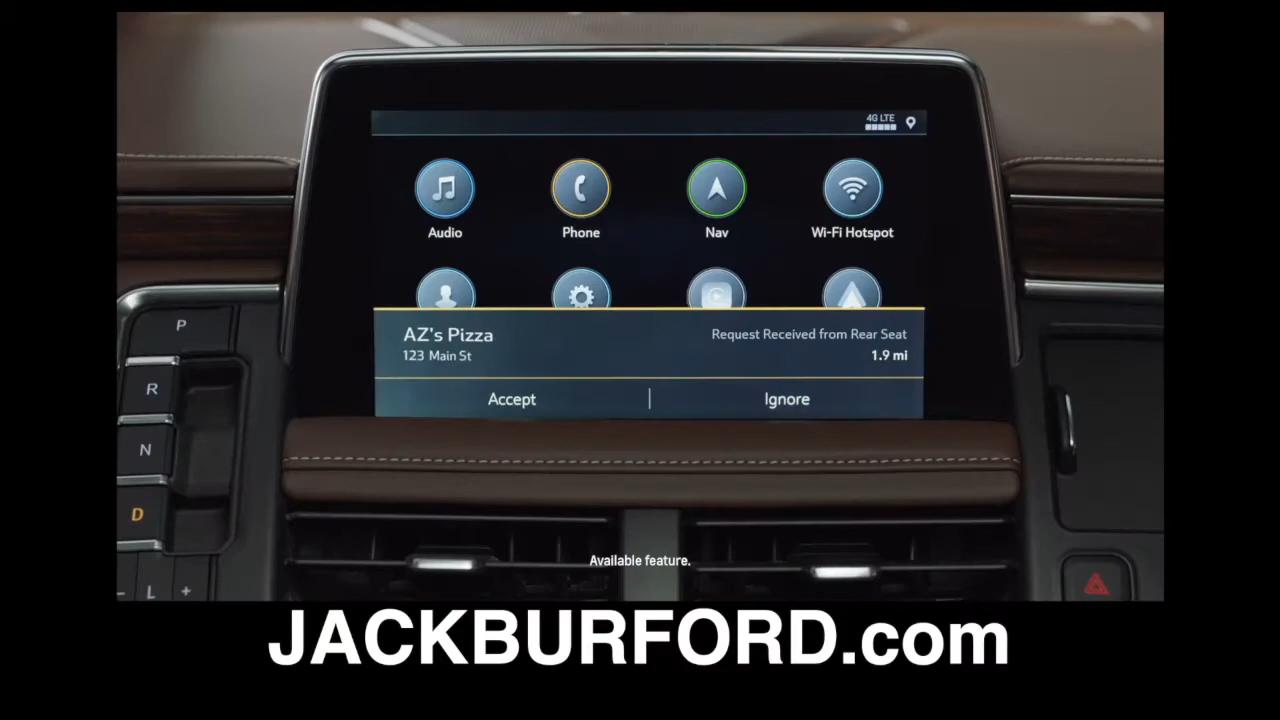 4G LTE
Audio
Phone
Nav
Wi-Fi Hotspot
AZ's Pizza
Request Received from Rear Seat
123 Main St
1.9 mi
Accept
Ignore
P
R
N
D
L
+
Available feature.
JACKBURFORD.com